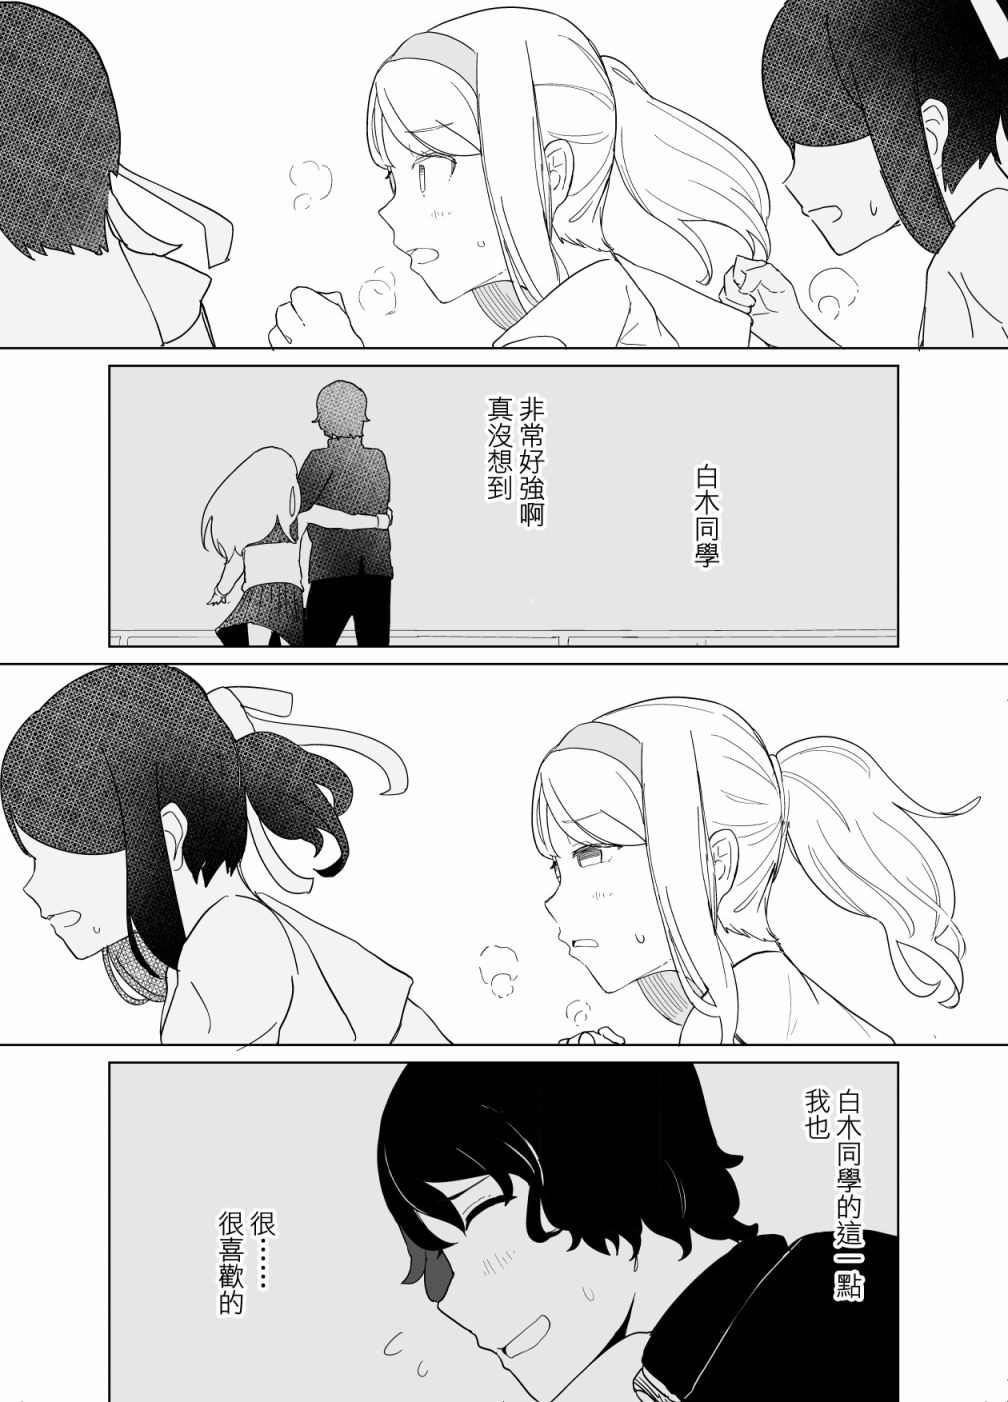 白木同學
非常好強啊
真沒想到
白木同學的這一點
我也
很……
很喜歡的